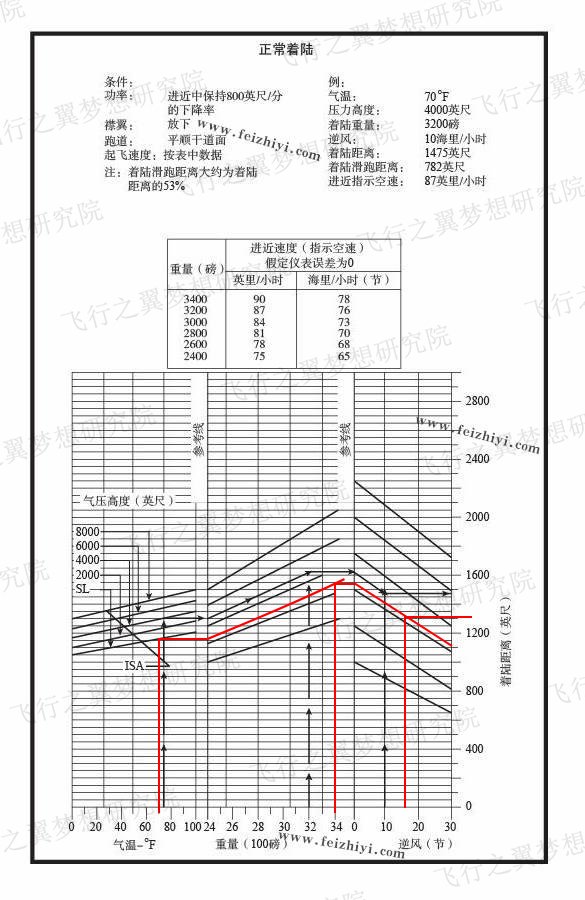 正常着陆
条件：
功率： 进近中保持800英尺/分
的下降率
襟翼： 放下
跑道： 平顺干道面
起飞速度：按表中数据
注：着陆滑跑距离大约为着陆
距离的53%
例：
气温： 70°F
压力高度： 4000英尺
着陆重量： 3200磅
逆风： 10海里/小时
着陆距离： 1475英尺
着陆滑跑距离： 782英尺
进近指示空速： 87英里/小时
www.feizhiyi.com
重量（磅） 进近速度（指示空速）
假定仪表误差为0
英里/小时 海里/小时（节）
3400 90 78
3200 87 76
3000 84 73
2800 81 70
2600 78 68
2400 75 65
参考线
参考线
www.feizhiyi.com
气压高度（英尺）
8000
6000
4000
2000
SL
ISA
2800
2400
2000
1600
1200
800
400
0
着陆距离（英尺）
0 20 40 60 80 100 24 26 28 30 32 34 0 10 20 30
气温-°F 重量（100磅） 逆风（节）
www.feizhiyi.com
飞行之翼梦想研究院